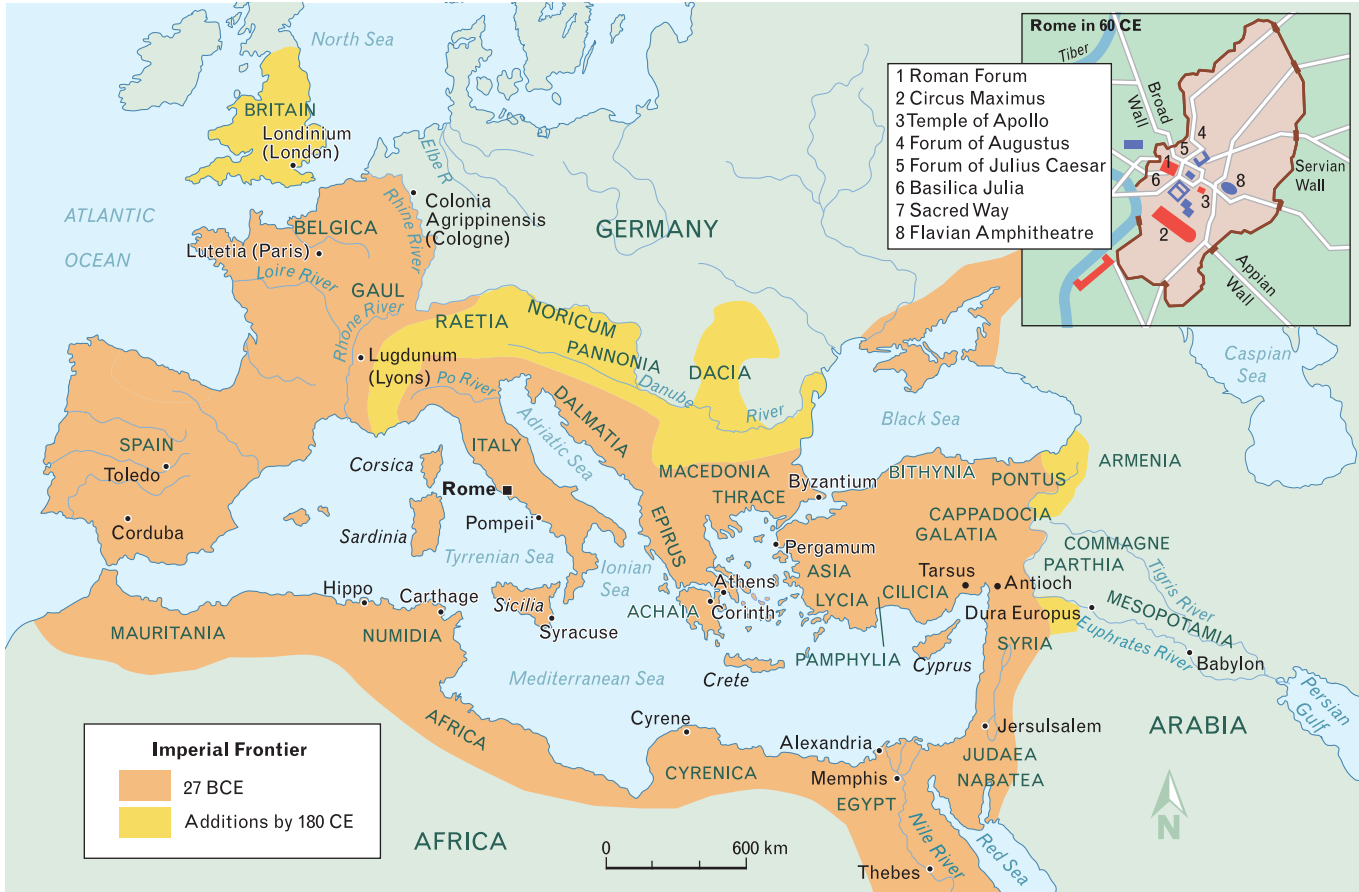 North Sea
Rome in 60 CE
Tiber
1 Roman Forum
2 Circus Maximus
3 Temple of Apollo
4 Forum of Augustus
5 Forum of Julius Caesar
6 Basilica Julia
7 Sacred Way
8 Flavian Amphitheatre
Broad
Wall
4
5
1
6
8
3
2
Servian
Wall
Appian
Wall
BRITAIN
Londinium
(London)
Elbe R
Rhine River
Colonia
Agrippinensis
(Cologne)
ATLANTIC
OCEAN
BELGICA
GERMANY
Lutetia (Paris)
Loire River
GAUL
Rhone River
RAETIA
NORICUM
PANNONIA
DACIA
Danube
River
Lugdunum
(Lyons)
Po River
DALMATIA
Adriatic Sea
Black Sea
Caspian
Sea
SPAIN
Toledo
Corduba
Corsica
ITALY
Rome
Pompeii
Sardinia
Tyrrenian Sea
MACEDONIA
THRACE
Byzantium
BITHYNIA
PONTUS
ARMENIA
EPIRUS
CAPPADOCIA
GALATIA
Pergamum
ASIA
COMMAGNE
PARTHIA
Tigris River
Ionian
Sea
Athens
Corinth
ACHAIA
LYCIA
CILICIA
Tarsus
Antioch
Dura Europus
MESOPOTAMIA
Euphrates River
Babylon
Hippo
Carthage
Sicilia
Syracuse
MAURITANIA
NUMIDIA
PAMPHYLIA
Cyprus
SYRIA
Mediterranean Sea
Crete
Persian
Gulf
AFRICA
Cyrene
Alexandria
Jersulsalem
ARABIA
CYRENICA
Memphis
JUDAEA
NABATEA
EGYPT
Nile River
Red Sea
Thebes
Imperial Frontier
27 BCE
Additions by 180 CE
AFRICA
0
600 km
N